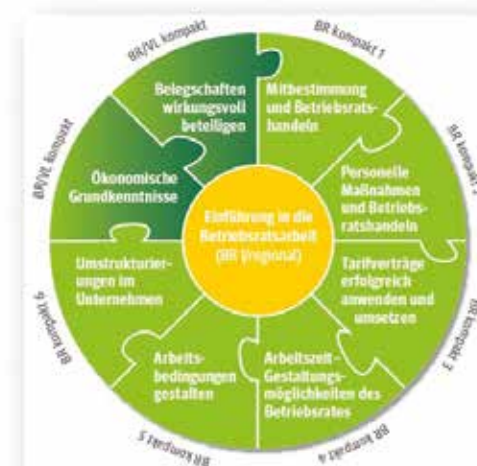 BR/VL kompakt
Belegschaften
wirkungsvoll
beteiligen
BR kompakt 1
Mitbestimmung
und Betriebsrats-
handeln
BR kompakt 2
Personelle
Maßnahmen
und Betriebs-
ratshandeln
BR kompakt 3
Tarifverträge
erfolgreich
anwenden und
umsetzen
BR kompakt 4
Arbeitszeit–
Gestaltungs-
möglichkeiten des
Betriebsrates
BR kompakt 5
Arbeits-
bedingungen
gestalten
BR kompakt 6
Umstrukturier-
ungen im
Unternehmen
BR/VL kompakt
Ökonomische
Grundkenntnisse
Einführung in die
Betriebsratsarbeit
(BR I/regional)